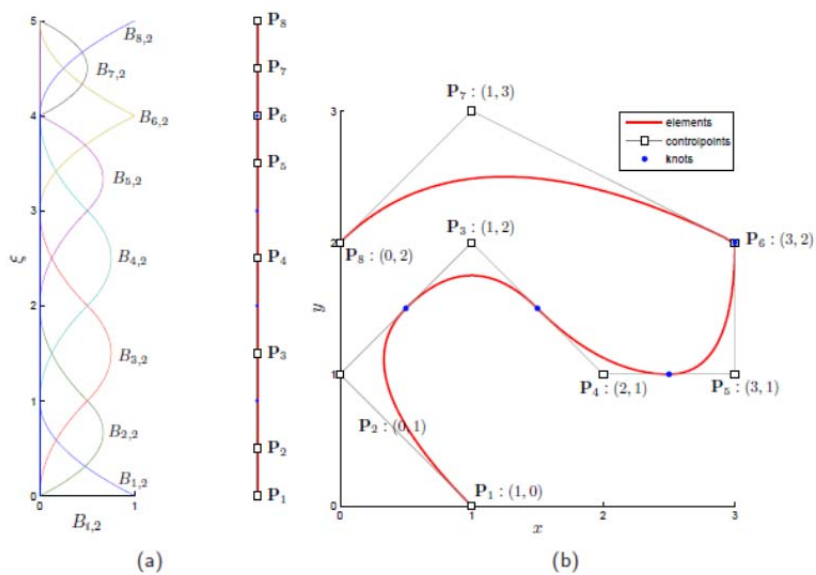 5
4
3
2
1
0
ξ
B₈,₂
B₇,₂
B₆,₂
B₅,₂
B₄,₂
B₃,₂
B₂,₂
B₁,₂
0
1
Bᵢ,₂
P₈
P₇
P₆
P₅
P₄
P₃
P₂
P₁
(a)
3
2
1
0
y
P₇ : (1, 3)
elements
controlpoints
knots
P₃ : (1, 2)
P₆ : (3, 2)
P₈ : (0, 2)
P₄ : (2, 1)
P₅ : (3, 1)
P₂ : (0, 1)
P₁ : (1, 0)
0
1
2
3
x
(b)